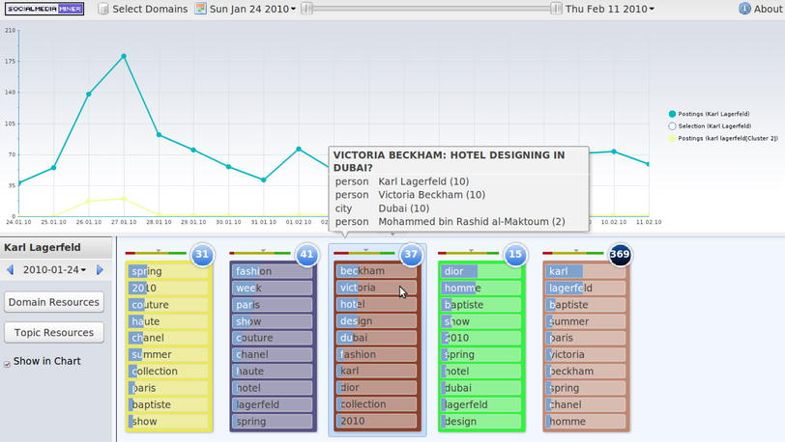 SOCIALMEDIA MINER Select Domains Sun Jan 24 2010 Thu Feb 11 2010 About
210
175
140
105
70
35
0
24.01.10 25.01.10 26.01.10 27.01.10 28.01.10 29.01.10 30.01.10 31.01.10 01.02.10 02.02.10 10.02.10 11.02.10
Postings (Karl Lagerfeld)
Selection (Karl Lagerfeld)
Postings (karl lagerfeld[Cluster 2])
VICTORIA BECKHAM: HOTEL DESIGNING IN
DUBAI?
person Karl Lagerfeld (10)
person Victoria Beckham (10)
city Dubai (10)
person Mohammed bin Rashid al-Maktoum (2)
Karl Lagerfeld
2010-01-24
Domain Resources
Topic Resources
Show in Chart
31
spring
2010
couture
haute
chanel
summer
collection
paris
baptiste
show
41
fashion
week
paris
show
couture
chanel
haute
hotel
lagerfeld
spring
37
beckham
victoria
hotel
design
dubai
fashion
karl
dior
collection
2010
15
dior
homme
baptiste
show
2010
spring
hotel
dubai
lagerfeld
design
369
karl
lagerfeld
baptiste
summer
paris
victoria
beckham
spring
chanel
homme